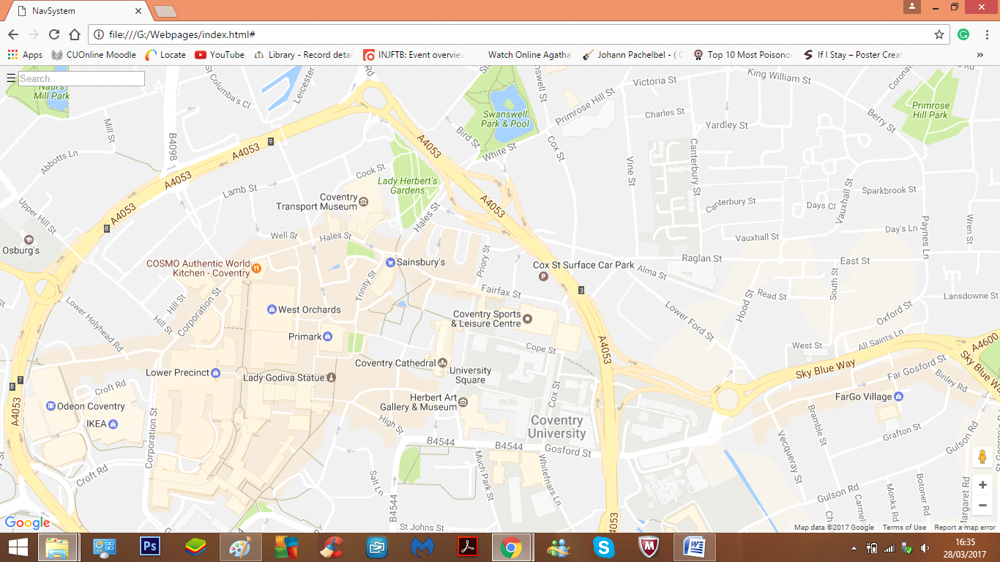 NavSystem
file:///G:/Webpages/index.html#
Apps
CUOnline Moodle
Locate
YouTube
Library - Record detai
INJFTB: Event overview
Watch Online Agatha
Johann Pachelbel - ( C
Top 10 Most Poisono
If I Stay – Poster Creat
Search..
Naul's
Mill Park
St Columba's Cl
Leicester
Rd
Swanswell
Park & Pool
Primrose Hill St
Victoria St
King William St
Charles St
Yardley St
Berry St
Primrose
Hill Park
Mill St
B4098
Abbotts Ln
A4053
A4053
9
A4053
Bird St
White St
Cox St
Vine St
Canterbury St
Cook St
Lady Herbert's
Gardens
Lamb St
Coventry
Transport Museum
A4053
Hales St
Canterbury St
Days Cl
Vauxhall St
Sparkbrook St
Upper Hill St
A4053
8
Osburg's
Well St
Hales St
Vauxhall St
Day's Ln
Paynes Ln
Wren St
COSMO Authentic World
Kitchen - Coventry
Sainsbury's
Priory St
Cox St Surface Car Park
Raglan St
East St
Alma St
Trinity St
Fairfax St
3
Hill St
Hill St
Corporation St
Lower Holyhead Rd
West Orchards
Coventry Sports
& Leisure Centre
Hood St
Read St
South St
Lansdowne St
Lower Ford St
Oxford St
Primark
Cope St
A4053
West St
All Saints Ln
A4600
Coventry Cathedral
University
Square
Sky Blue Way
Sky Blue Way
Lower Precinct
Lady Godiva Statue
Far Gosford St
Binley Rd
8
7
Croft Rd
Odeon Coventry
IKEA
A4053
Herbert Art
Gallery & Museum
Cox St
FarGo Village
Corporation St
High St
Coventry
University
Bramble St
Grafton St
Gulson Rd
B4544
B4544
Gosford St
Vecqueray St
Croft Rd
Salt Ln
Much Park St
Whitefriars Ln
Gulson Rd
B4544
Monks Rd
Botoner Rd
Margaret Rd
St Johns St
A4053
Google
Map data ©2017 Google
Terms of Use
Report a map error
Ps
16:35
28/03/2017